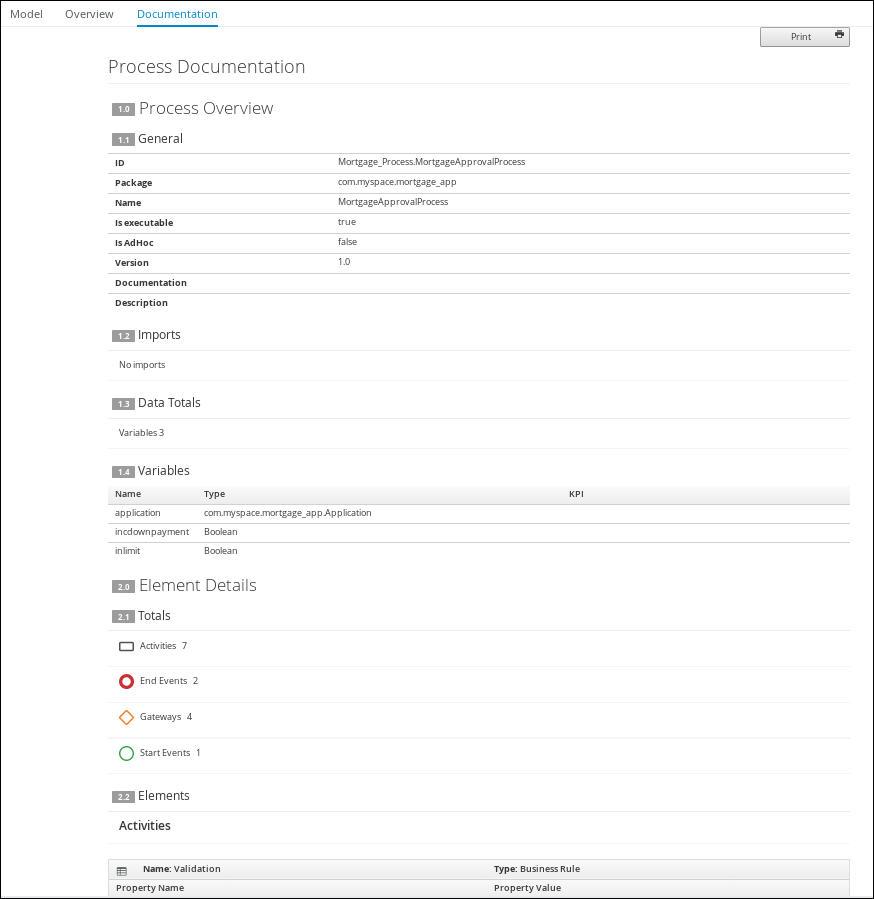 Model Overview Documentation
Print
Process Documentation
1.0 Process Overview
1.1 General
ID Mortgage_Process.MortgageApprovalProcess
Package com.myspace.mortgage_app
Name MortgageApprovalProcess
Is executable true
Is AdHoc false
Version 1.0
Documentation
Description
1.2 Imports
No imports
1.3 Data Totals
Variables 3
1.4 Variables
Name Type KPI
application com.myspace.mortgage_app.Application
incdownpayment Boolean
inlimit Boolean
2.0 Element Details
2.1 Totals
Activities 7
End Events 2
Gateways 4
Start Events 1
2.2 Elements
Activities
Name: Validation Type: Business Rule
Property Name Property Value